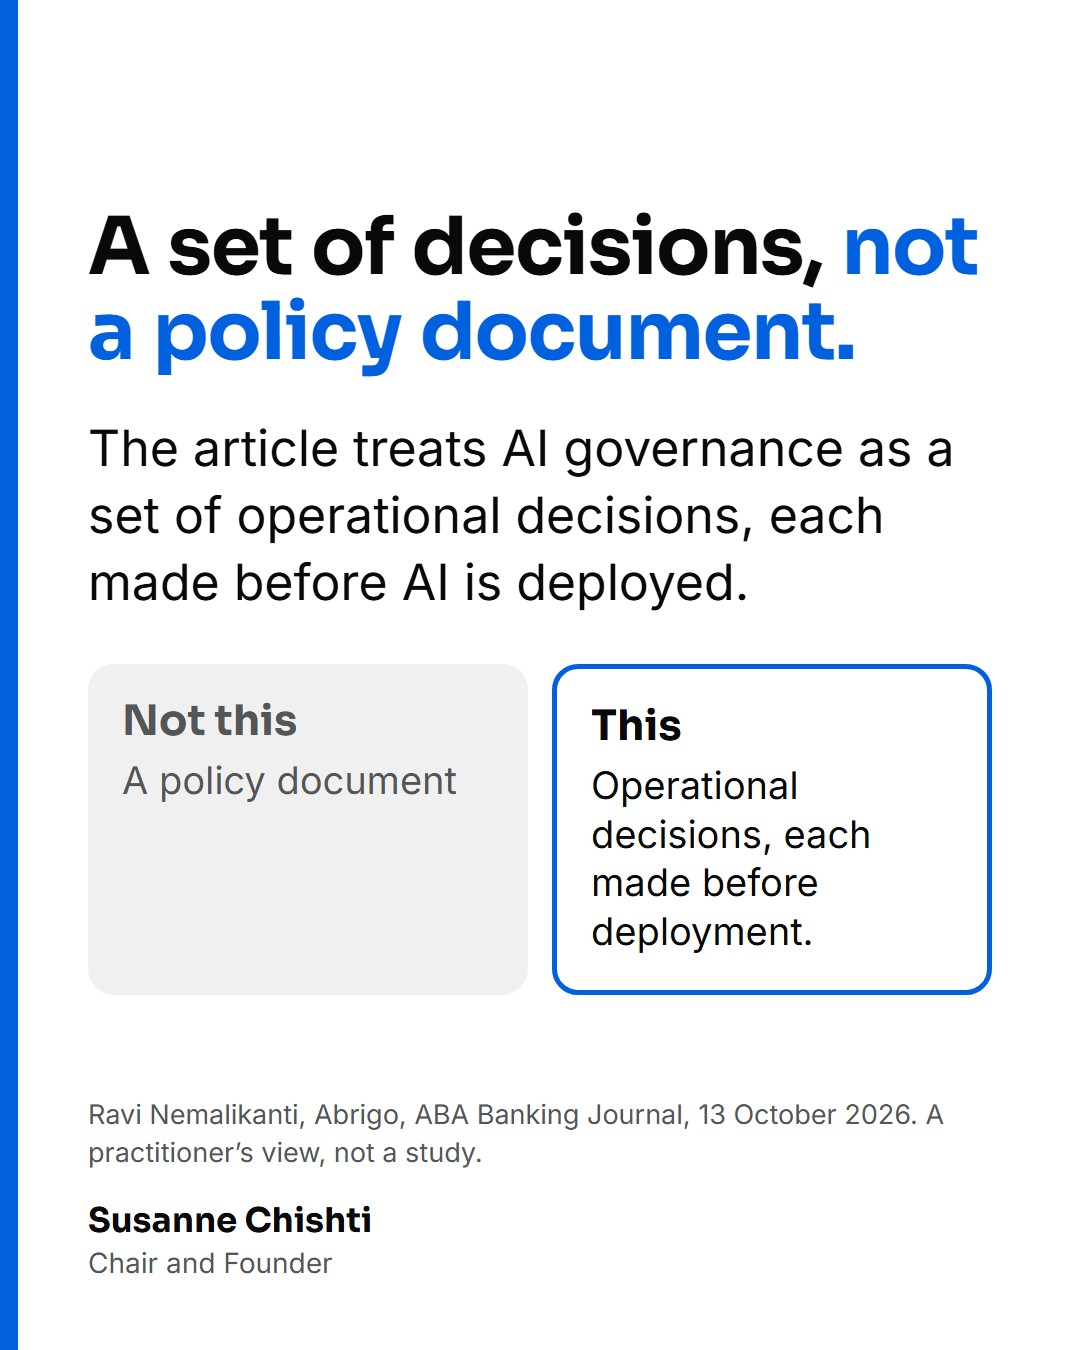 A set of decisions, not
a policy document.
The article treats AI governance as a
set of operational decisions, each
made before AI is deployed.
Not this
A policy document
This
Operational
decisions, each
made before
deployment.
Ravi Nemalikanti, Abrigo, ABA Banking Journal, 13 October 2026. A
practitioner’s view, not a study.
Susanne Chishti
Chair and Founder